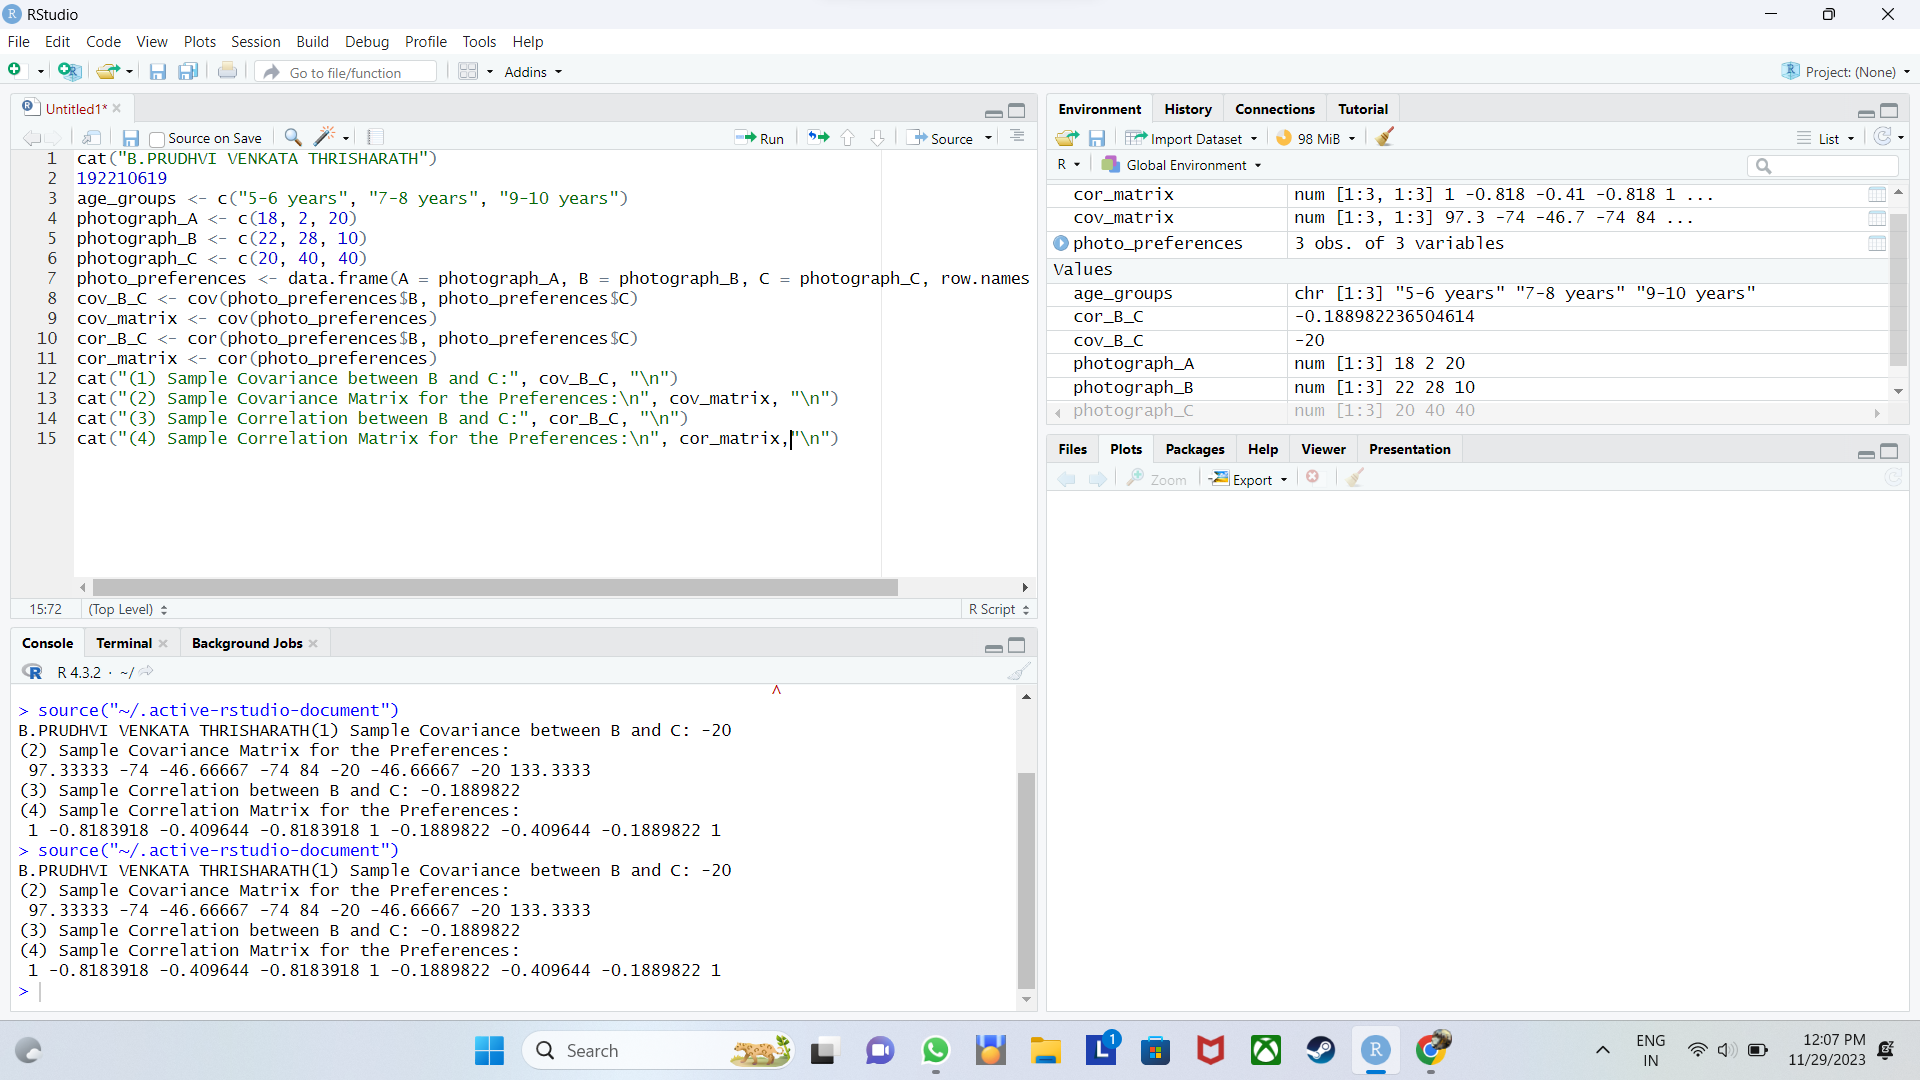 RStudio
File Edit Code View Plots Session Build Debug Profile Tools Help
Go to file/function Addins Project: (None)
Untitled1*
Source on Save Run Source
1 cat("B.PRUDHVI VENKATA THRISHARATH")
2 192210619
3 age_groups <- c("5-6 years", "7-8 years", "9-10 years")
4 photograph_A <- c(18, 2, 20)
5 photograph_B <- c(22, 28, 10)
6 photograph_C <- c(20, 40, 40)
7 photo_preferences <- data.frame(A = photograph_A, B = photograph_B, C = photograph_C, row.names
8 cov_B_C <- cov(photo_preferences$B, photo_preferences$C)
9 cov_matrix <- cov(photo_preferences)
10 cor_B_C <- cor(photo_preferences$B, photo_preferences$C)
11 cor_matrix <- cor(photo_preferences)
12 cat("(1) Sample Covariance between B and C:", cov_B_C, "\n")
13 cat("(2) Sample Covariance Matrix for the Preferences:\n", cov_matrix, "\n")
14 cat("(3) Sample Correlation between B and C:", cor_B_C, "\n")
15 cat("(4) Sample Correlation Matrix for the Preferences:\n", cor_matrix,"\n")
15:72 (Top Level) R Script
Console Terminal Background Jobs
R 4.3.2 · ~/
^
> source("~/.active-rstudio-document")
B.PRUDHVI VENKATA THRISHARATH(1) Sample Covariance between B and C: -20
(2) Sample Covariance Matrix for the Preferences:
97.33333 -74 -46.66667 -74 84 -20 -46.66667 -20 133.3333
(3) Sample Correlation between B and C: -0.1889822
(4) Sample Correlation Matrix for the Preferences:
1 -0.8183918 -0.409644 -0.8183918 1 -0.1889822 -0.409644 -0.1889822 1
> source("~/.active-rstudio-document")
B.PRUDHVI VENKATA THRISHARATH(1) Sample Covariance between B and C: -20
(2) Sample Covariance Matrix for the Preferences:
97.33333 -74 -46.66667 -74 84 -20 -46.66667 -20 133.3333
(3) Sample Correlation between B and C: -0.1889822
(4) Sample Correlation Matrix for the Preferences:
1 -0.8183918 -0.409644 -0.8183918 1 -0.1889822 -0.409644 -0.1889822 1
>
Environment History Connections Tutorial
Import Dataset 98 MiB List
R Global Environment
cor_matrix num [1:3, 1:3] 1 -0.818 -0.41 -0.818 1 ...
cov_matrix num [1:3, 1:3] 97.3 -74 -46.7 -74 84 ...
photo_preferences 3 obs. of 3 variables
Values
age_groups chr [1:3] "5-6 years" "7-8 years" "9-10 years"
cor_B_C -0.188982236504614
cov_B_C -20
photograph_A num [1:3] 18 2 20
photograph_B num [1:3] 22 28 10
photograph_C num [1:3] 20 40 40
Files Plots Packages Help Viewer Presentation
Zoom Export
Search
L 1
R
ENG
IN
12:07 PM
11/29/2023